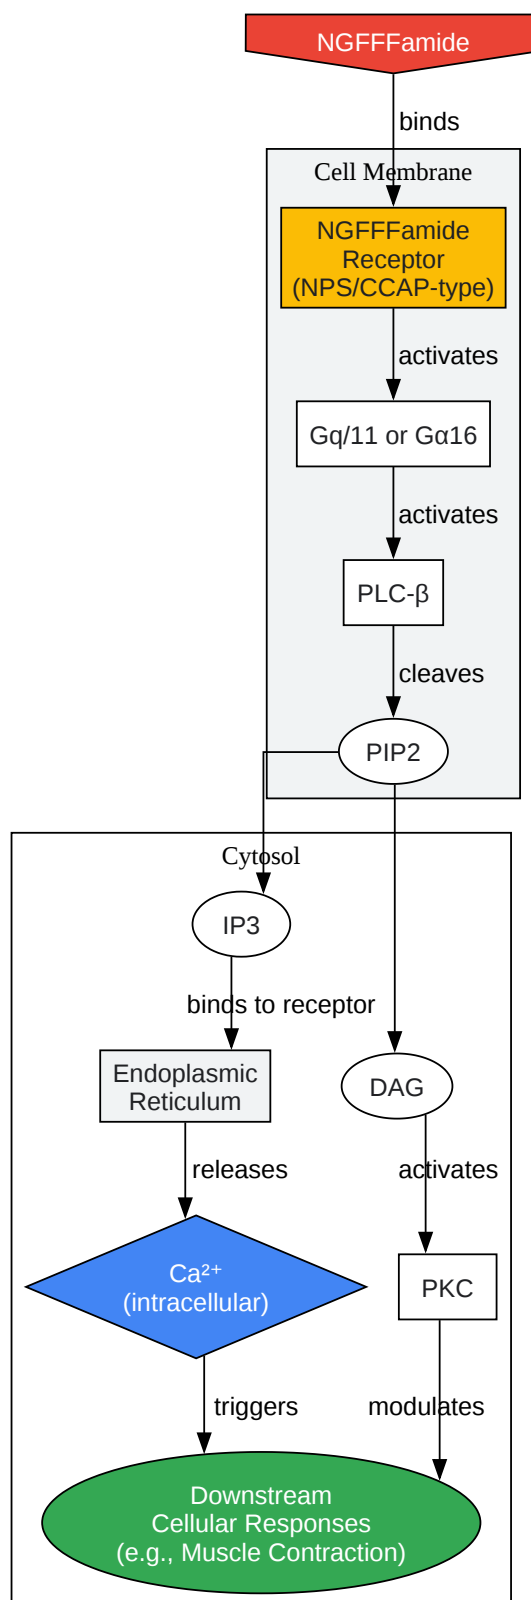 NGFFFamide
binds
Cell Membrane
NGFFFamide
Receptor
(NPS/CCAP-type)
activates
Gq/11 or Gα16
activates
PLC-β
cleaves
PIP2
Cytosol
IP3
binds to receptor
Endoplasmic
Reticulum
DAG
releases
activates
Ca²⁺
(intracellular)
PKC
triggers
modulates
Downstream
Cellular Responses
(e.g., Muscle Contraction)